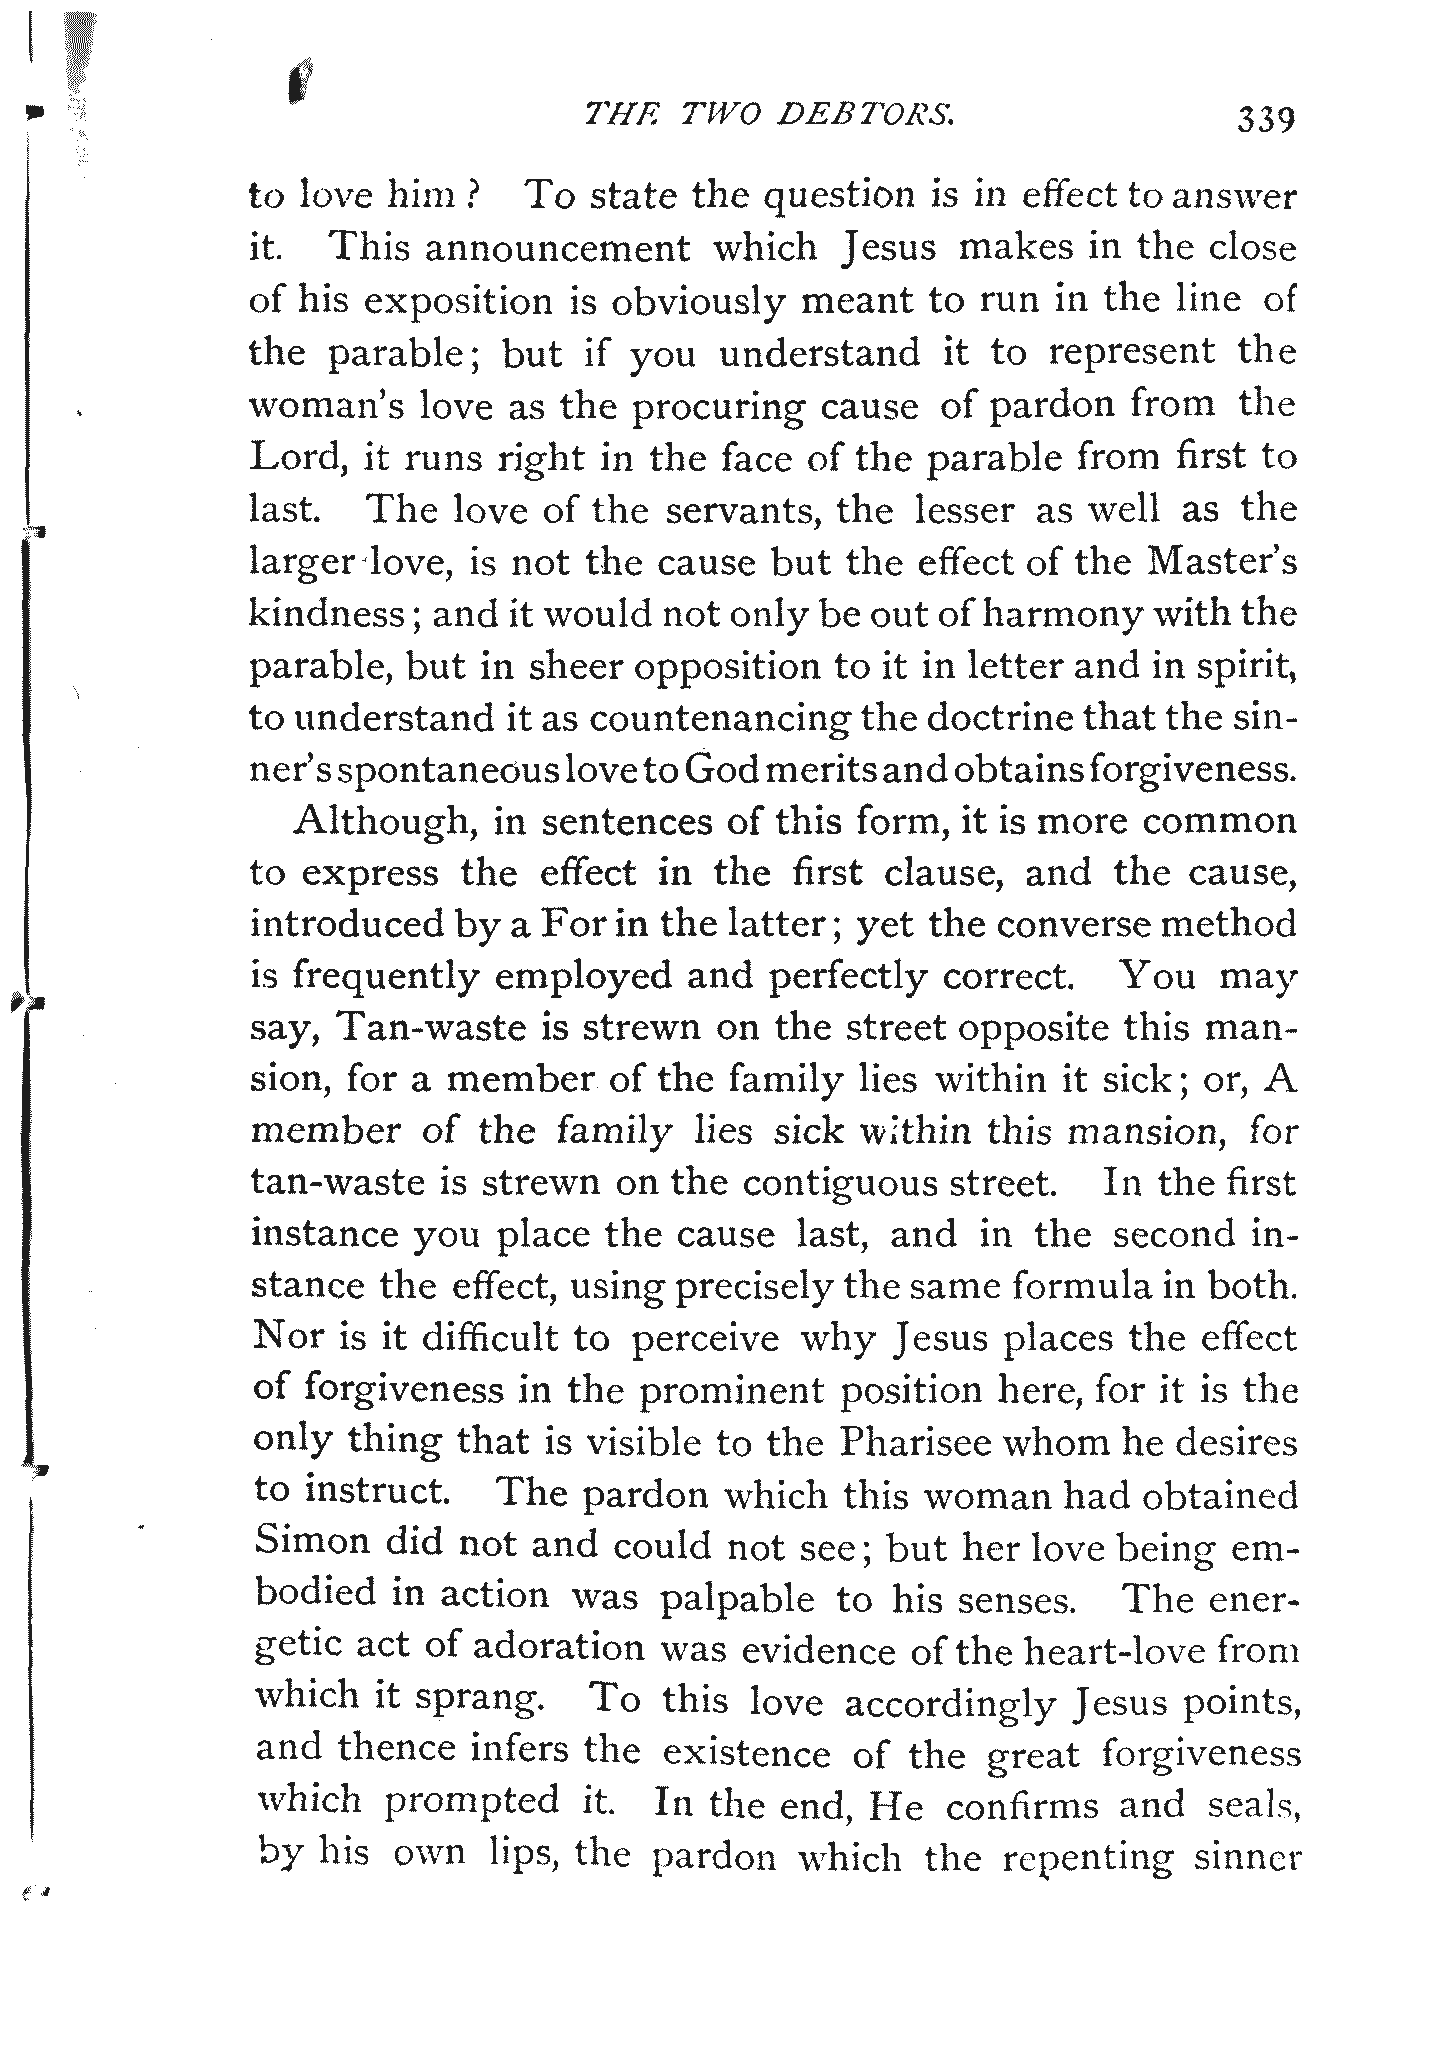 THE TWO DEBTORS. 339
to love him ? To state the question is in effect to answer
it. This announcement which Jesus makes in the close
of his exposition is obviously meant to run in the line of
the parable; but if you understand it to represent the
woman's love as the procuring cause of pardon from the
Lord, it runs right in the face of the parable from first to
last. The love of the servants, the lesser as well as the
larger love, is not the cause but the effect of the Master's
kindness; and it would not only be out of harmony with the
parable, but in sheer opposition to it in letter and in spirit,
to understand it as countenancing the doctrine that the sin-
ner's spontaneous love to God merits and obtains forgiveness.
Although, in sentences of this form, it is more common
to express the effect in the first clause, and the cause,
introduced by a For in the latter; yet the converse method
is frequently employed and perfectly correct. You may
say, Tan-waste is strewn on the street opposite this man-
sion, for a member of the family lies within it sick; or, A
member of the family lies sick within this mansion, for
tan-waste is strewn on the contiguous street. In the first
instance you place the cause last, and in the second in-
stance the effect, using precisely the same formula in both.
Nor is it difficult to perceive why Jesus places the effect
of forgiveness in the prominent position here, for it is the
only thing that is visible to the Pharisee whom he desires
to instruct. The pardon which this woman had obtained
Simon did not and could not see; but her love being em-
bodied in action was palpable to his senses. The ener-
getic act of adoration was evidence of the heart-love from
which it sprang. To this love accordingly Jesus points,
and thence infers the existence of the great forgiveness
which prompted it. In the end, He confirms and seals,
by his own lips, the pardon which the repenting sinner